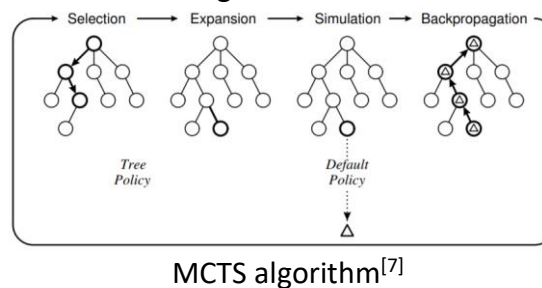 Selection Expansion Simulation Backpropagation
Tree Default
Policy Policy
MCTS algorithm[7]